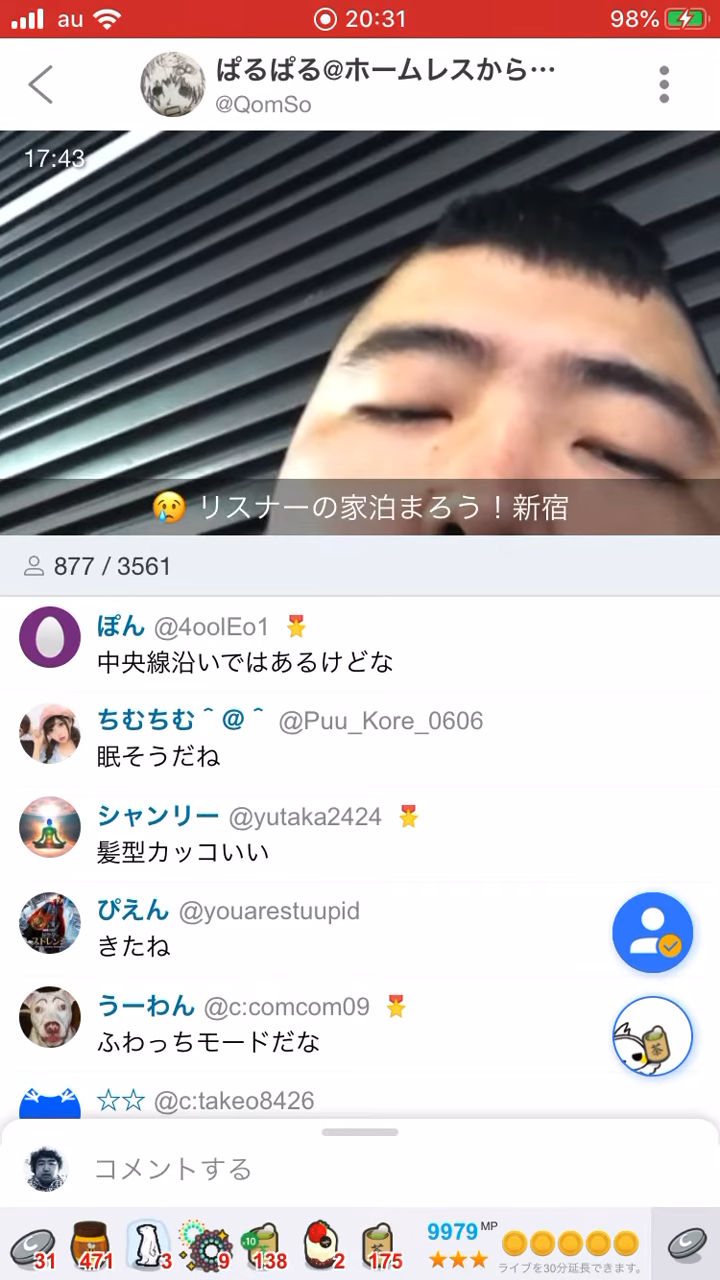 au 20:31 98%
ぱるぱる@ホームレスから…
@QomSo
17:43
😢 リスナーの家泊まろう！新宿
877 / 3561
ぽん @4oolEo1
中央線沿いではあるけどな
ちむちむ＾@＾ @Puu_Kore_0606
眠そうだね
シャンリー @yutaka2424
髪型カッコいい
ぴえん @youarestuupid
きたね
うーわん @c:comcom09
ふわっちモードだな
☆☆ @c:takeo8426
コメントする
31 471 3 9 .10 138 2 175 9979 MP
ライブを30分延長できます。